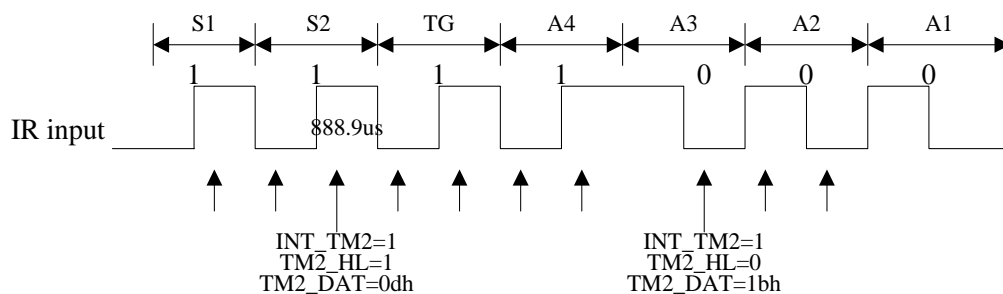 S1 S2 TG A4 A3 A2 A1
1 1 1 1 0 0 0
IR input
888.9us
INT_TM2=1
TM2_HL=1
TM2_DAT=0dh
INT_TM2=1
TM2_HL=0
TM2_DAT=1bh